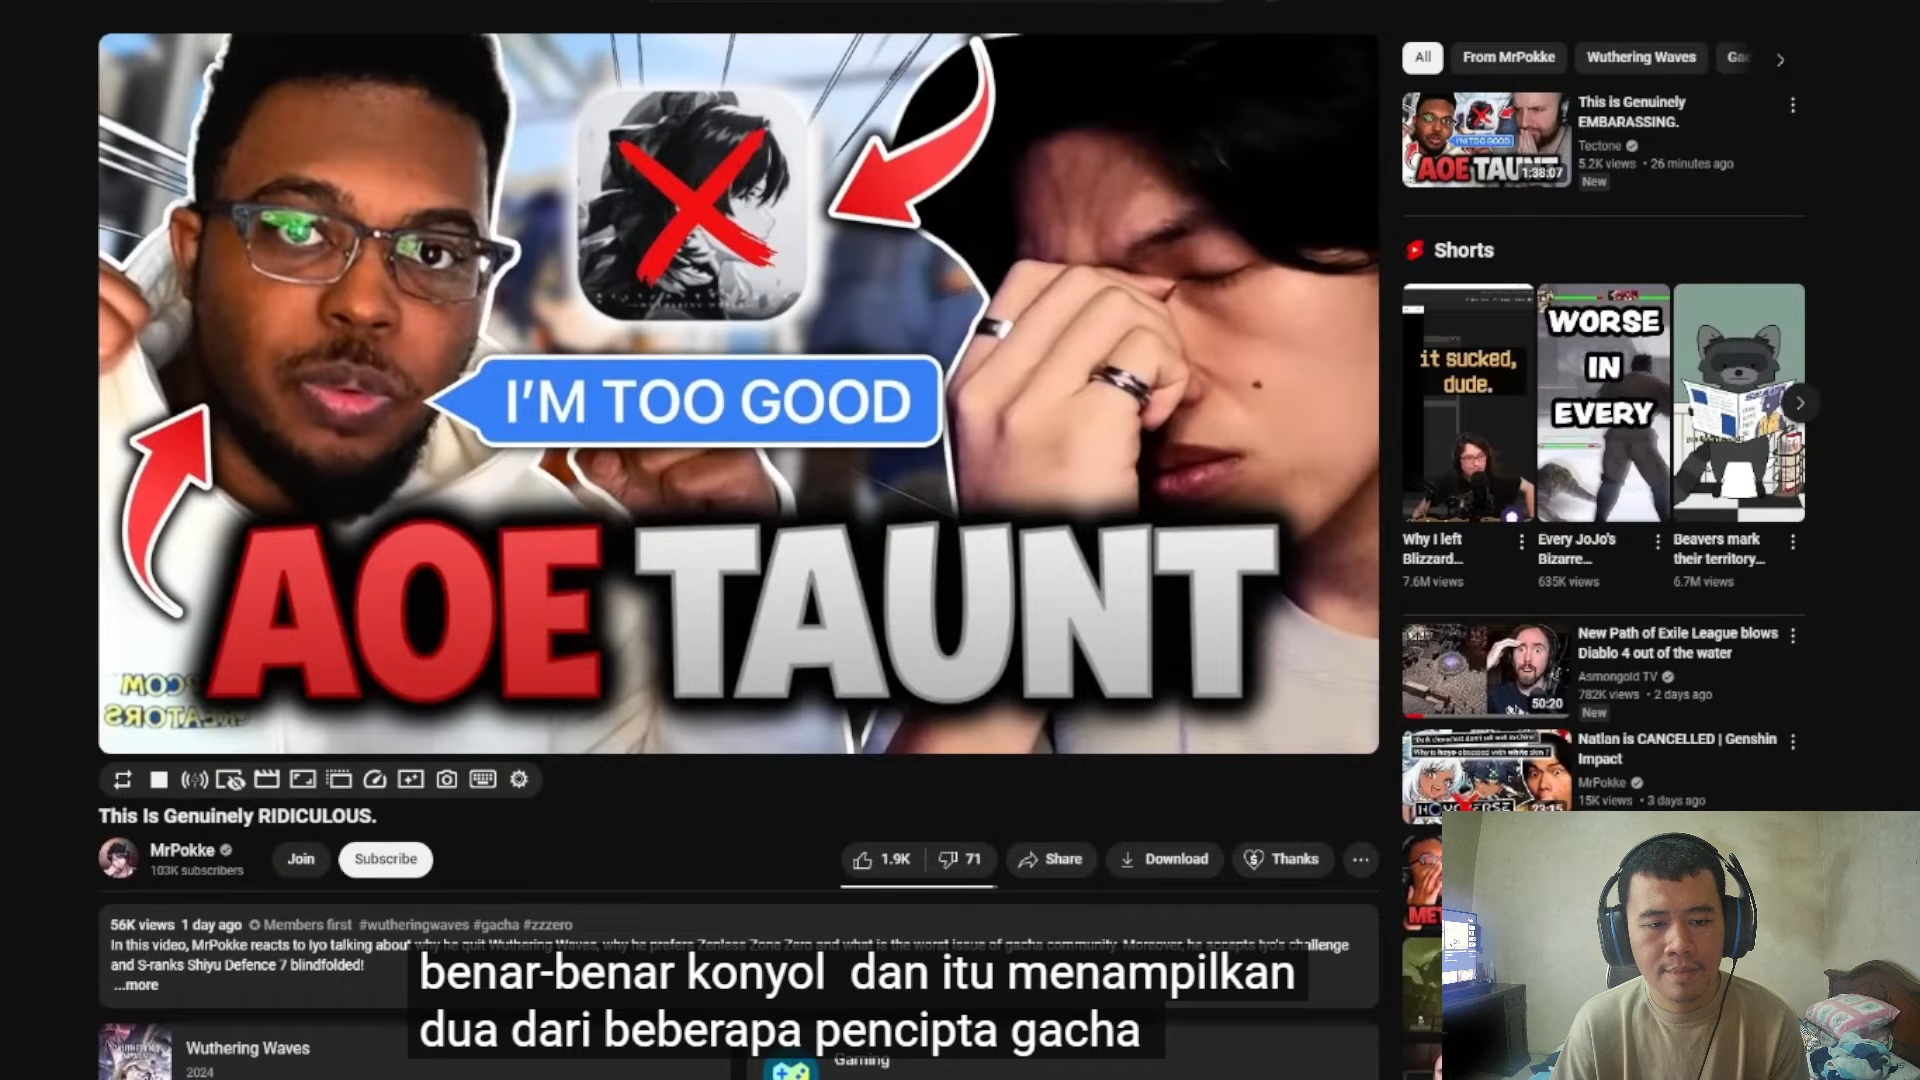 I'M TOO GOOD
AOE TAUNT
All
From MrPokke
Wuthering Waves
This is Genuinely
EMBARASSING.
Tectone
5.2K views • 26 minutes ago
New
I'M TOO GOOD
AOE TAUNT
1:38:07
Shorts
it sucked,
dude.
WORSE
IN
EVERY
Why I left
Blizzard...
7.6M views
Every JoJo's
Bizarre...
635K views
Beavers mark
their territory...
6.7M views
New Path of Exile League blows
Diablo 4 out of the water
Asmongold TV
782K views • 2 days ago
New
50:20
Natlan is CANCELLED | Genshin
Impact
MrPokke
15K views • 3 days ago
23:15
This Is Genuinely RIDICULOUS.
MrPokke
103K subscribers
Join
Subscribe
1.9K
71
Share
Download
Thanks
56K views 1 day ago Members first #wutheringwaves #gacha #zzzero
In this video, MrPokke reacts to Iyo talking about why he quit Wuthering Waves, why he prefers Zenless Zone Zero and what is the worst issue of gacha community. Moreover, he accepts Iyo's challenge
and S-ranks Shiyu Defence 7 blindfolded!
...more
benar-benar konyol dan itu menampilkan
dua dari beberapa pencipta gacha
Wuthering Waves
2024
Gaming